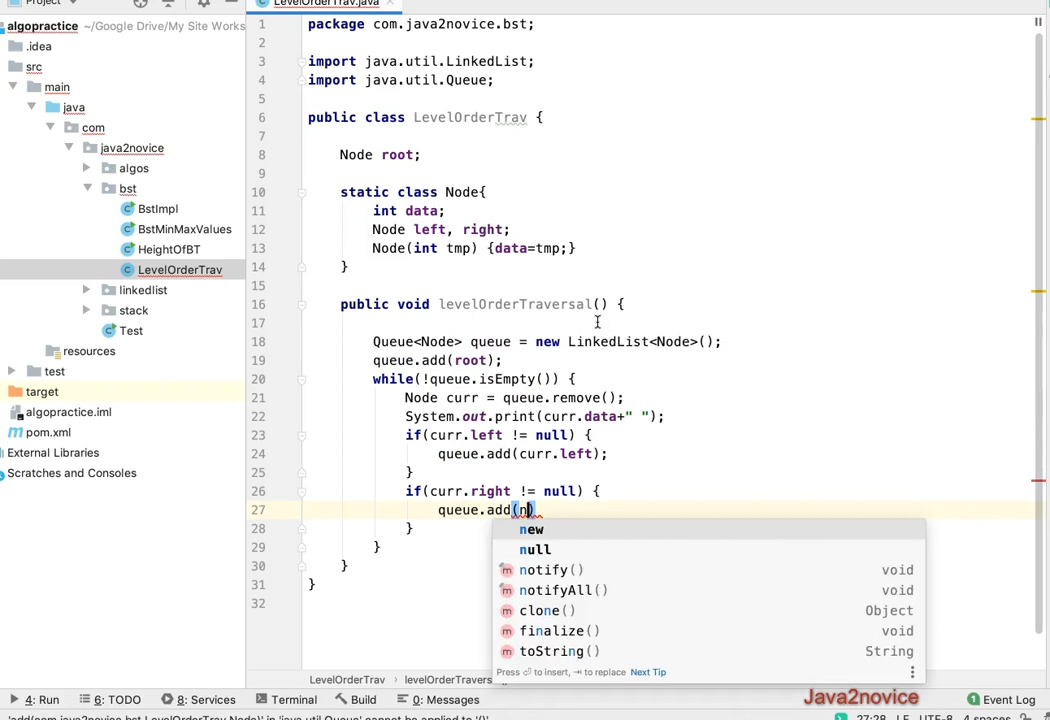 Project
LevelOrderTrav.java
algopractice ~/Google Drive/My Site Works
.idea
src
main
java
com
java2novice
algos
bst
BstImpl
BstMinMaxValues
HeightOfBT
LevelOrderTrav
linkedlist
stack
Test
resources
test
target
algopractice.iml
pom.xml
External Libraries
Scratches and Consoles
1 package com.java2novice.bst;
2
3 import java.util.LinkedList;
4 import java.util.Queue;
5
6 public class LevelOrderTrav {
7
8 Node root;
9
10 static class Node{
11 int data;
12 Node left, right;
13 Node(int tmp) {data=tmp;}
14 }
15
16 public void levelOrderTraversal() {
17
18 Queue<Node> queue = new LinkedList<Node>();
19 queue.add(root);
20 while(!queue.isEmpty()) {
21 Node curr = queue.remove();
22 System.out.print(curr.data+" ");
23 if(curr.left != null) {
24 queue.add(curr.left);
25 }
26 if(curr.right != null) {
27 queue.add(n)
28 }
29 }
30 }
31 }
32
new
null
notify() void
notifyAll() void
clone() Object
finalize() void
toString() String
Press ⏎ to insert, ⇥ to replace Next Tip
LevelOrderTrav levelOrderTravers
4: Run 6: TODO 8: Services Terminal Build 0: Messages Java2novice 1 Event Log
27:28 LF UTF-8 4 spaces